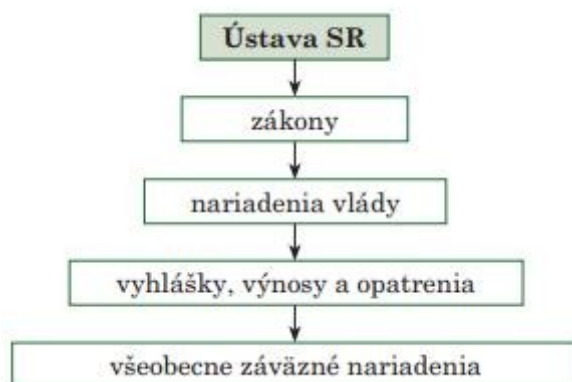 Ústava SR
zákony
nariadenia vlády
vyhlášky, výnosy a opatrenia
všeobecne záväzné nariadenia